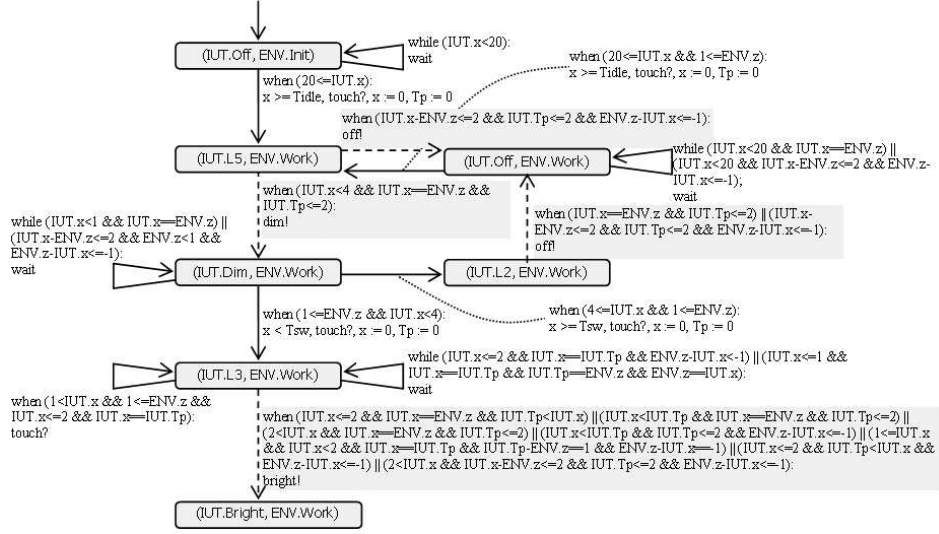 while (IUT.x<20):
wait
(IUT.Off, ENV.Init)
when (20<=IUT.x && 1<=ENV.z):
x >= Tidle, touch?, x := 0, Tp := 0
when (20<=IUT.x):
x >= Tidle, touch?, x := 0, Tp := 0
when (IUT.x-ENV.z<=2 && IUT.Tp<=2 && ENV.z-IUT.x<=-1):
off!
(IUT.L5, ENV.Work)
(IUT.Off, ENV.Work)
while (IUT.x<20 && IUT.x==ENV.z) ||
(IUT.x<20 && IUT.x-ENV.z<=2 && ENV.z-
IUT.x<=-1);
wait
when (IUT.x<4 && IUT.x==ENV.z &&
IUT.Tp<=2):
dim!
when (IUT.x==ENV.z && IUT.Tp<=2) || (IUT.x-
ENV.z<=2 && IUT.Tp<=2 && ENV.z-IUT.x<=-1):
off!
while (IUT.x<1 && IUT.x==ENV.z) ||
(IUT.x-ENV.z<=2 && ENV.z<1 &&
ENV.z-IUT.x<=-1):
wait
(IUT.Dim, ENV.Work)
(IUT.L2, ENV.Work)
when (1<=ENV.z && IUT.x<4):
x < Tsw, touch?, x := 0, Tp := 0
when (4<=IUT.x && 1<=ENV.z):
x >= Tsw, touch?, x := 0, Tp := 0
(IUT.L3, ENV.Work)
while (IUT.x<=2 && IUT.x==IUT.Tp && ENV.z-IUT.x<-1) || (IUT.x<=1 &&
IUT.x==IUT.Tp && IUT.Tp==ENV.z && ENV.z==IUT.x):
wait
when (1<IUT.x && 1<=ENV.z &&
IUT.x<=2 && IUT.x==IUT.Tp):
touch?
when (IUT.x<=2 && IUT.x==ENV.z && IUT.Tp<IUT.x) || (IUT.x<IUT.Tp && IUT.x==ENV.z && IUT.Tp<=2) ||
(2<IUT.x && IUT.x==ENV.z && IUT.Tp<=2) || (IUT.x<IUT.Tp && IUT.Tp<=2 && ENV.z-IUT.x<=-1) || (1<=IUT.x
&& IUT.x<2 && IUT.x==IUT.Tp && IUT.Tp-ENV.z==1 && ENV.z-IUT.x==-1) || (IUT.x<=2 && IUT.Tp<IUT.x &&
ENV.z-IUT.x<=-1) || (2<IUT.x && IUT.x-ENV.z<=2 && IUT.Tp<=2 && ENV.z-IUT.x<=-1):
bright!
(IUT.Bright, ENV.Work)